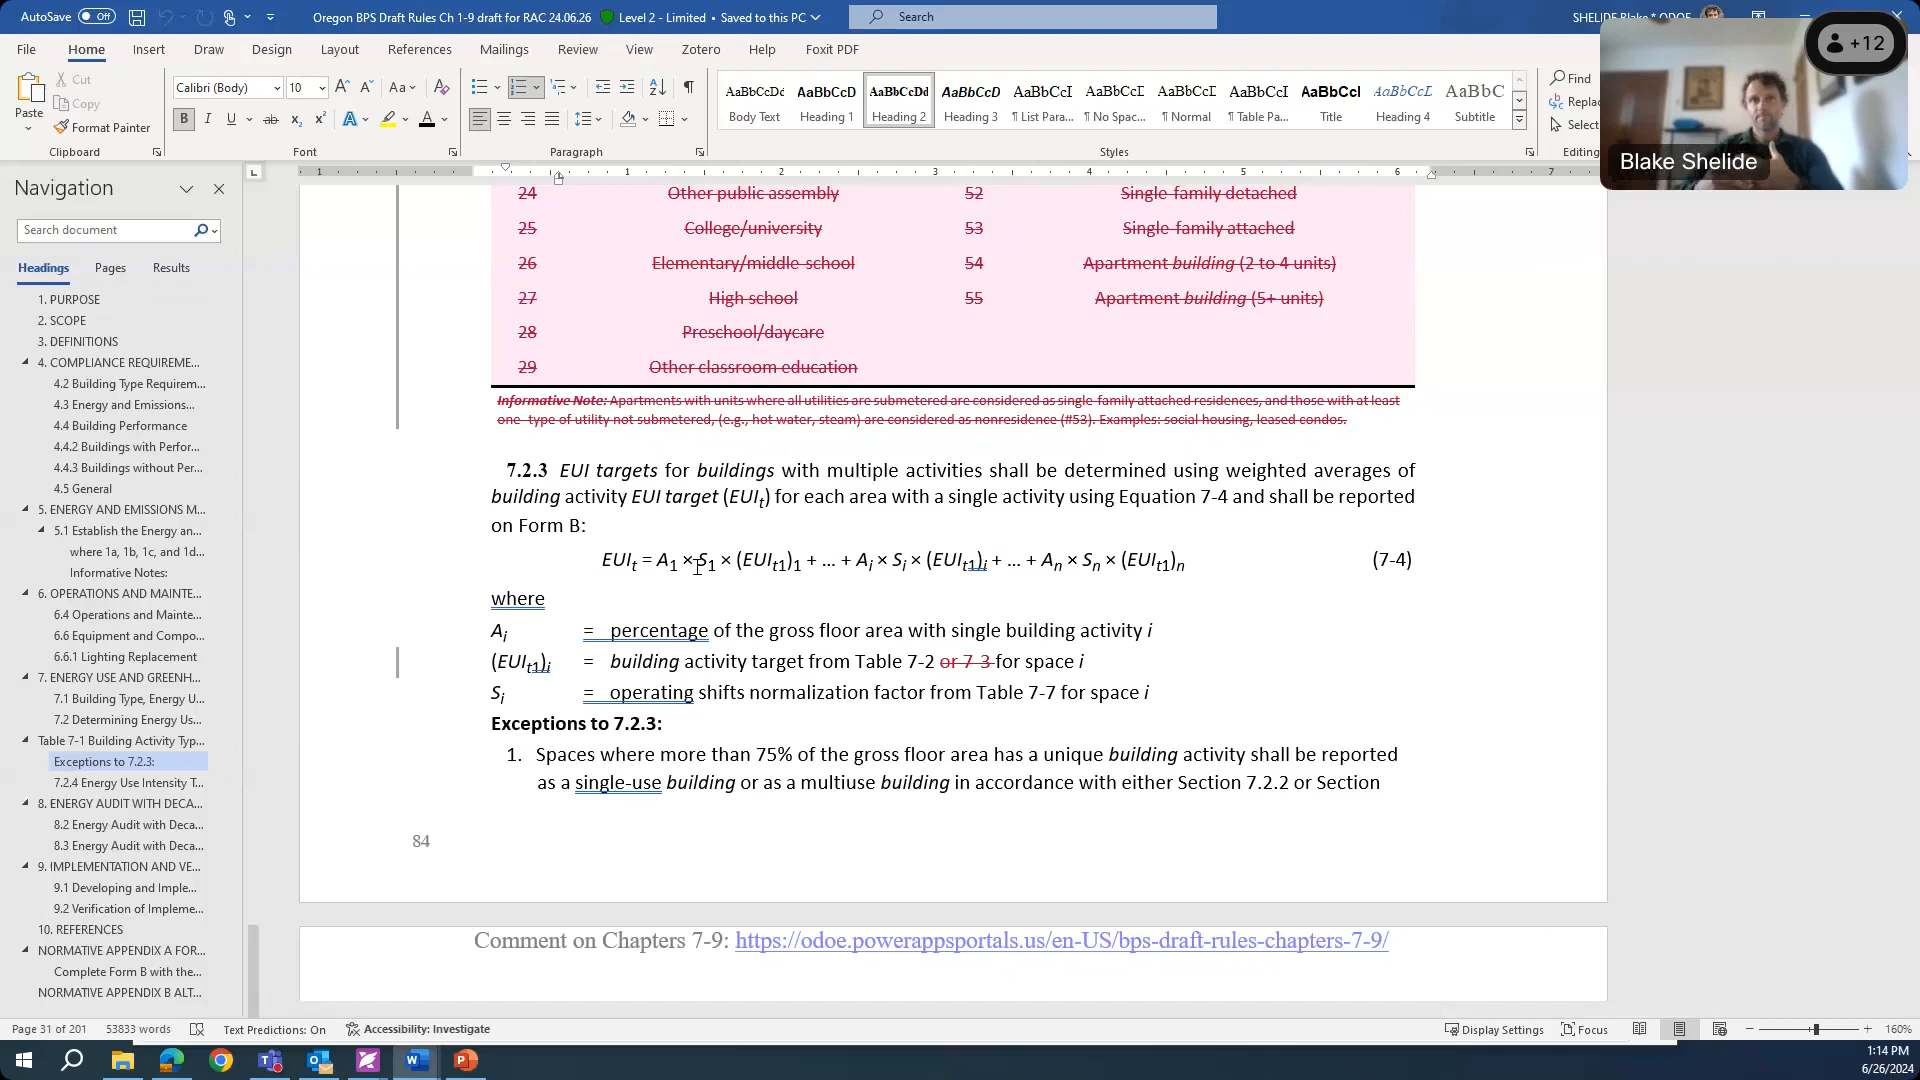 AutoSave Off
Oregon BPS Draft Rules Ch 1-9 draft for RAC 24.06.26 Level 2 - Limited • Saved to this PC
Search
SHELIDE Blake * ODOE
+12
File Home Insert Draw Design Layout References Mailings Review View Zotero Help Foxit PDF
Paste
Cut
Copy
Format Painter
Clipboard
Calibri (Body) 10
Font
Paragraph
AaBbCcDd Body Text
AaBbCcD Heading 1
AaBbCcDd Heading 2
AaBbCcD Heading 3
AaBbCcI ¶ List Para...
AaBbCcI ¶ No Spac...
AaBbCcI ¶ Normal
AaBbCcI ¶ Table Pa...
AaBbCcI Title
AaBbCcD Heading 4
AaBbC Subtitle
Styles
Find
Replac
Select
Editing
Blake Shelide
Navigation
Search document
Headings Pages Results
1. PURPOSE
2. SCOPE
3. DEFINITIONS
4. COMPLIANCE REQUIREME...
4.2 Building Type Requirem...
4.3 Energy and Emissions...
4.4 Building Performance
4.4.2 Buildings with Perfor...
4.4.3 Buildings without Per...
4.5 General
5. ENERGY AND EMISSIONS M...
5.1 Establish the Energy an...
where 1a, 1b, 1c, and 1d...
Informative Notes:
6. OPERATIONS AND MAINTE...
6.4 Operations and Mainte...
6.6 Equipment and Compo...
6.6.1 Lighting Replacement
7. ENERGY USE AND GREENH...
7.1 Building Type, Energy U...
7.2 Determining Energy Us...
Table 7-1 Building Activity Typ...
Exceptions to 7.2.3:
7.2.4 Energy Use Intensity T...
8. ENERGY AUDIT WITH DECA...
8.2 Energy Audit with Deca...
8.3 Energy Audit with Deca...
9. IMPLEMENTATION AND VE...
9.1 Developing and Imple...
9.2 Verification of Impleme...
10. REFERENCES
NORMATIVE APPENDIX A FOR...
Complete Form B with the...
NORMATIVE APPENDIX B ALT...
1 1 2 3 4 5 6 7
24 Other public assembly 52 Single-family detached
25 College/university 53 Single-family attached
26 Elementary/middle school 54 Apartment building (2 to 4 units)
27 High school 55 Apartment building (5+ units)
28 Preschool/daycare
29 Other classroom education
Informative Note: Apartments with units where all utilities are submetered are considered as single-family attached residences, and those with at least
one- type of utility not submetered, (e.g., hot water, steam) are considered as nonresidence (#53). Examples: social housing, leased condos.
7.2.3 EUI targets for buildings with multiple activities shall be determined using weighted averages of
building activity EUI target (EUIt) for each area with a single activity using Equation 7-4 and shall be reported
on Form B:
EUIt = A1 × S1 × (EUIt1)1 + ... + Ai × Si × (EUIt1)i + ... + An × Sn × (EUIt1)n (7-4)
where
Ai = percentage of the gross floor area with single building activity i
(EUIt1)i = building activity target from Table 7-2 or 7-3 for space i
Si = operating shifts normalization factor from Table 7-7 for space i
Exceptions to 7.2.3:
1. Spaces where more than 75% of the gross floor area has a unique building activity shall be reported
as a single-use building or as a multiuse building in accordance with either Section 7.2.2 or Section
84
Comment on Chapters 7-9: https://odoe.powerappsportals.us/en-US/bps-draft-rules-chapters-7-9/
Page 31 of 201 53833 words Text Predictions: On Accessibility: Investigate Display Settings Focus 160%
1:14 PM
6/26/2024